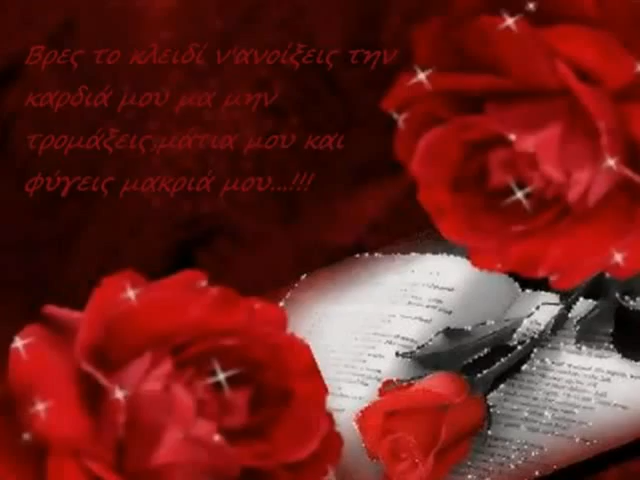 Βρες το κλειδί ν'ανοίξεις την
καρδιά μου μα μην
τρομάξεις,μάτια μου και
φύγεις μακριά μου...!!!